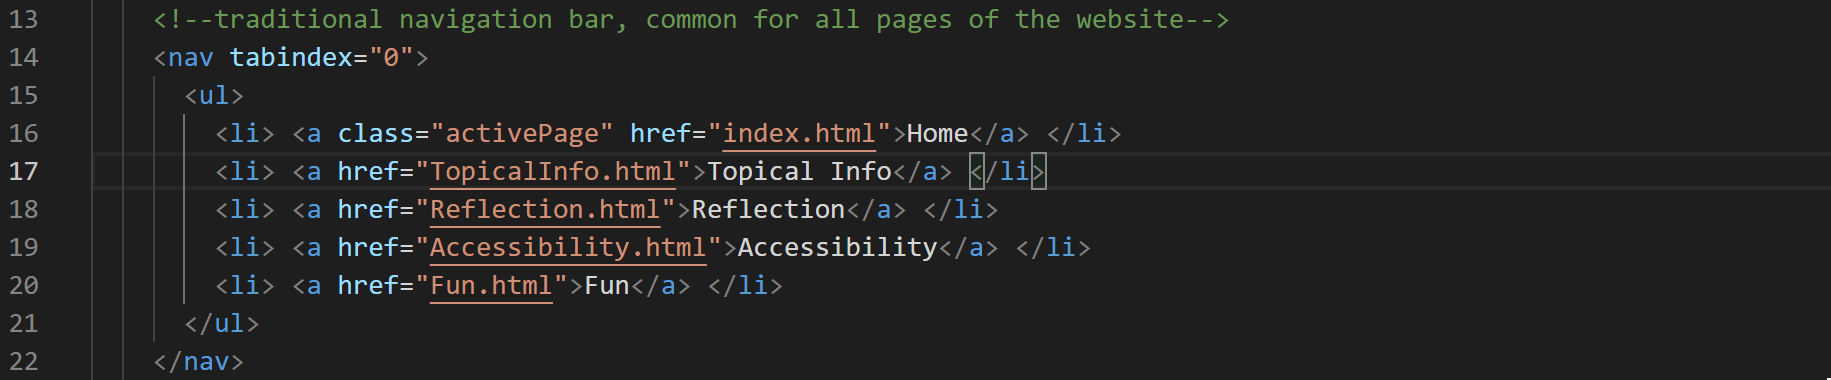 13 <!--traditional navigation bar, common for all pages of the website-->
14 <nav tabindex="0">
15 <ul>
16 <li> <a class="activePage" href="index.html">Home</a> </li>
17 <li> <a href="TopicalInfo.html">Topical Info</a> </li>
18 <li> <a href="Reflection.html">Reflection</a> </li>
19 <li> <a href="Accessibility.html">Accessibility</a> </li>
20 <li> <a href="Fun.html">Fun</a> </li>
21 </ul>
22 </nav>